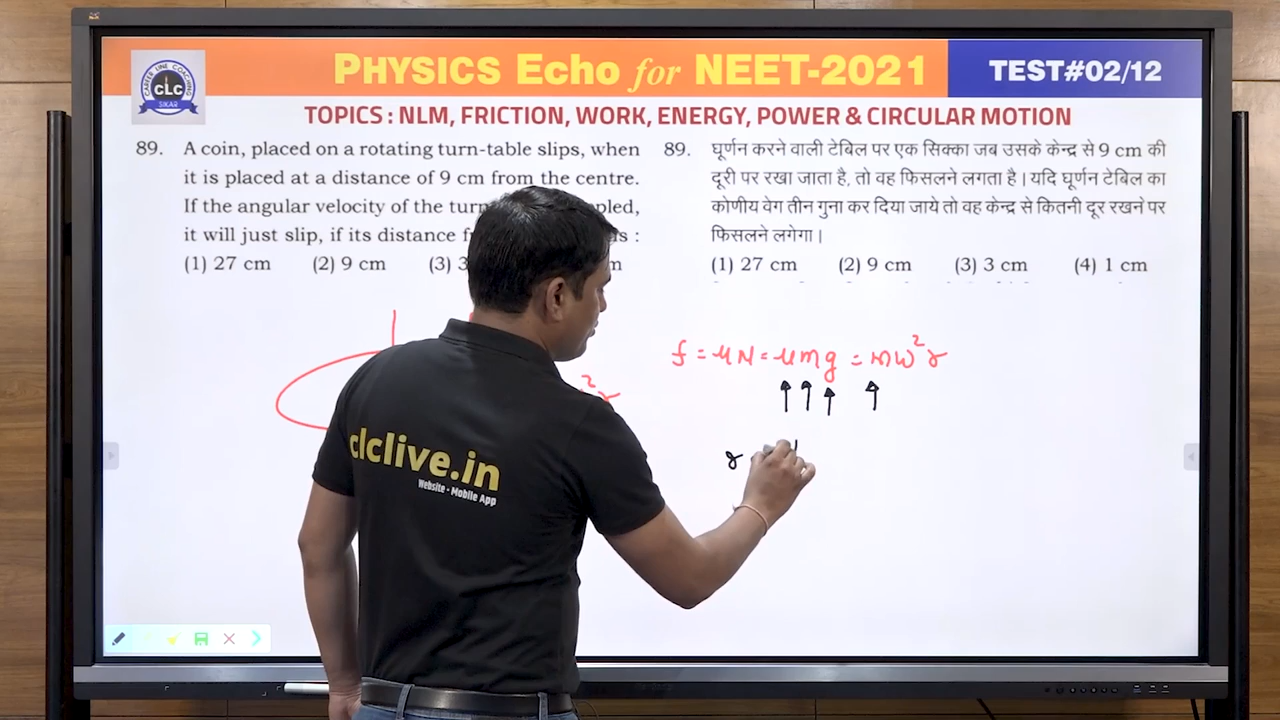 CAREER LINE COACHING
CLC
SIKAR
PHYSICS Echo for NEET-2021
TEST#02/12
TOPICS : NLM, FRICTION, WORK, ENERGY, POWER & CIRCULAR MOTION
89. A coin, placed on a rotating turn-table slips, when
it is placed at a distance of 9 cm from the centre.
If the angular velocity of the
it will just slip, if its distance
(1) 27 cm (2) 9 cm (3)
89. घूर्णन करने वाली टेबिल पर एक सिक्का जब उसके केन्द्र से 9 cm की
दूरी पर रखा जाता है, तो वह फिसलने लगता है। यदि घूर्णन टेबिल का
कोणीय वेग तीन गुना कर दिया जाये तो वह केन्द्र से कितनी दूर रखने पर
फिसलने लगेगा।
(1) 27 cm (2) 9 cm (3) 3 cm (4) 1 cm
f = μN = μmg = mω²r
r
clclive.in
Website - Mobile App